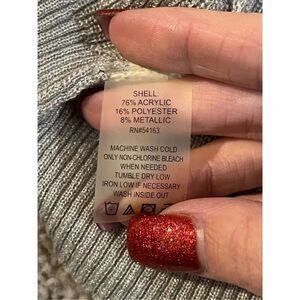 SHELL:
76% ACRYLIC
16% POLYESTER
8% METALLIC
RN#54163
MACHINE WASH COLD
ONLY NON-CHLORINE BLEACH
WHEN NEEDED
TUMBLE DRY LOW
IRON LOW IF NECESSARY
WASH INSIDE OUT